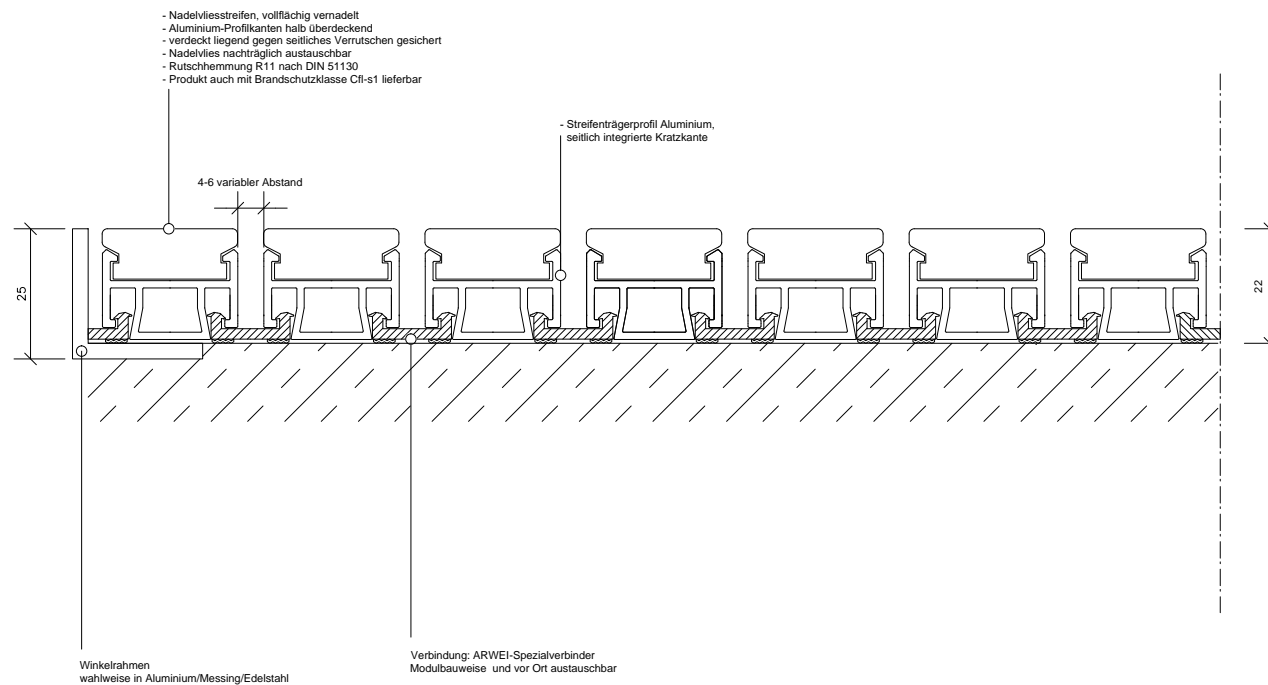 - Nadelvliesstreifen, vollflächig vernadelt
- Aluminium-Profilkanten halb überdeckend
- verdeckt liegend gegen seitliches Verrutschen gesichert
- Nadelvlies nachträglich austauschbar
- Rutschhemmung R11 nach DIN 51130
- Produkt auch mit Brandschutzklasse Cfl-s1 lieferbar
- Streifenträgerprofil Aluminium,
seitlich integrierte Kratzkante
4-6 variabler Abstand
25
22
Winkelrahmen
wahlweise in Aluminium/Messing/Edelstahl
Verbindung: ARWEI-Spezialverbinder
Modulbauweise und vor Ort austauschbar